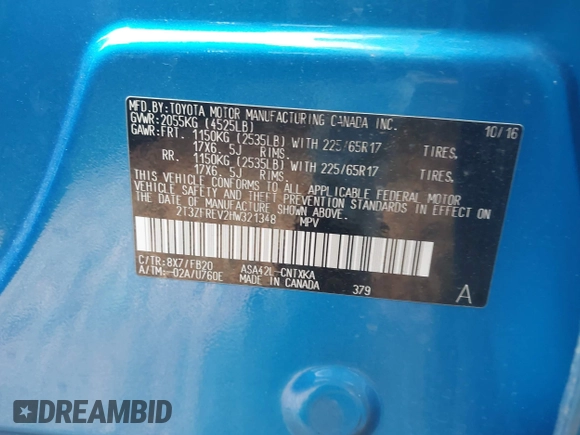 MFD.BY:TOYOTA MOTOR MANUFACTURING CANADA INC.
10/16
GVWR:2055KG (4525LB)
GAWR:FRT. 1150KG (2535LB) WITH 225/65R17 TIRES.
17X6.5J RIMS.
RR. 1150KG (2535LB) WITH 225/65R17 TIRES.
17X6.5J RIMS.
THIS VEHICLE CONFORMS TO ALL APPLICABLE FEDERAL MOTOR
VEHICLE SAFETY AND THEFT PREVENTION STANDARDS IN EFFECT ON
THE DATE OF MANUFACTURE SHOWN ABOVE.
2T3ZFREV2HW321348 MPV
C/TR:8X7/FB20 ASA42L-CNTXKA
A/TM:-02A/U760E MADE IN CANADA 379 A
DREAMBID